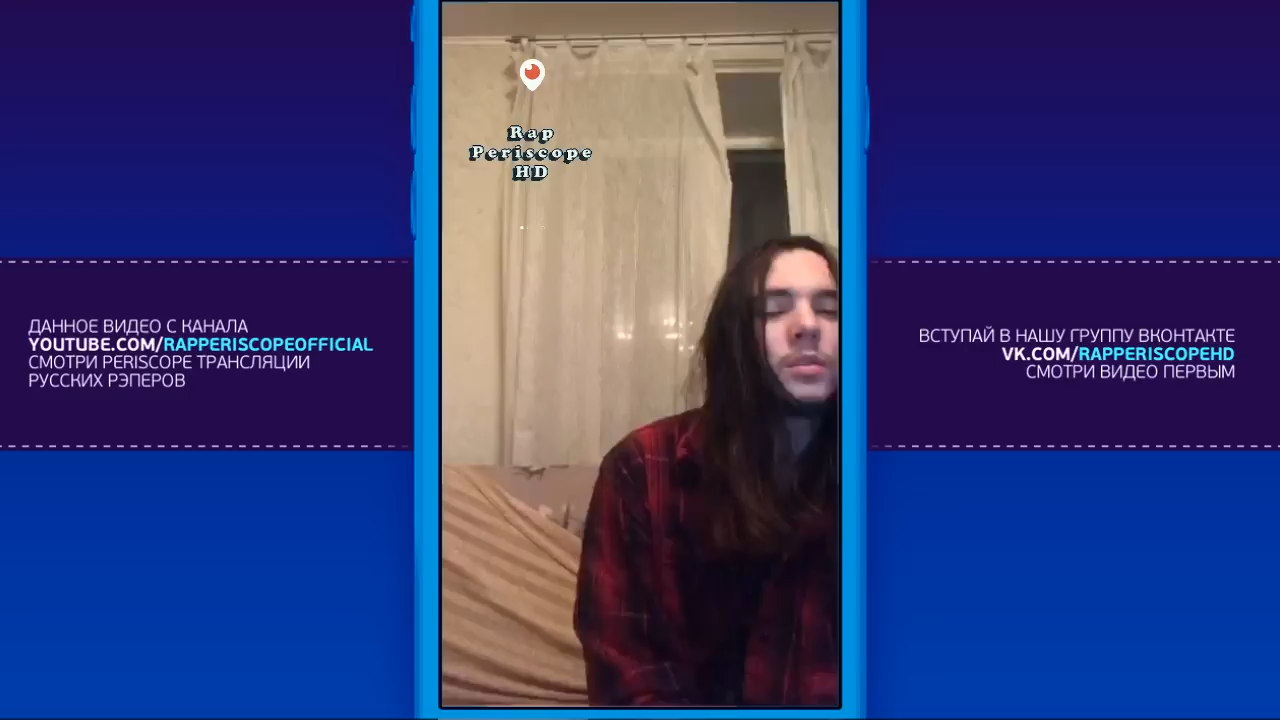 Rap
Periscope
HD
ДАННОЕ ВИДЕО С КАНАЛА
YOUTUBE.COM/RAPPERISCOPEOFFICIAL
СМОТРИ PERISCOPE ТРАНСЛЯЦИИ
РУССКИХ РЭПЕРОВ
ВСТУПАЙ В НАШУ ГРУППУ ВКОНТАКТЕ
VK.COM/RAPPERISCOPEHD
СМОТРИ ВИДЕО ПЕРВЫМ